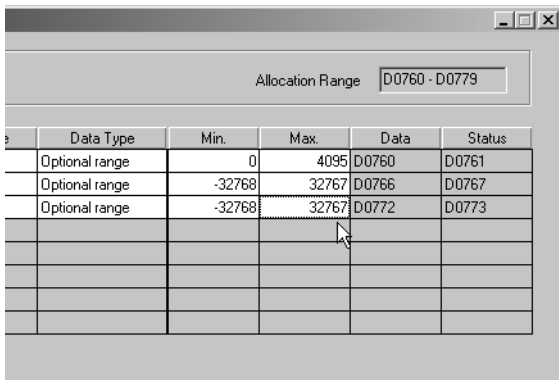 Allocation Range D0760 - D0779
Data Type Min. Max. Data Status
Optional range 0 4095 D0760 D0761
Optional range -32768 32767 D0766 D0767
Optional range -32768 32767 D0772 D0773